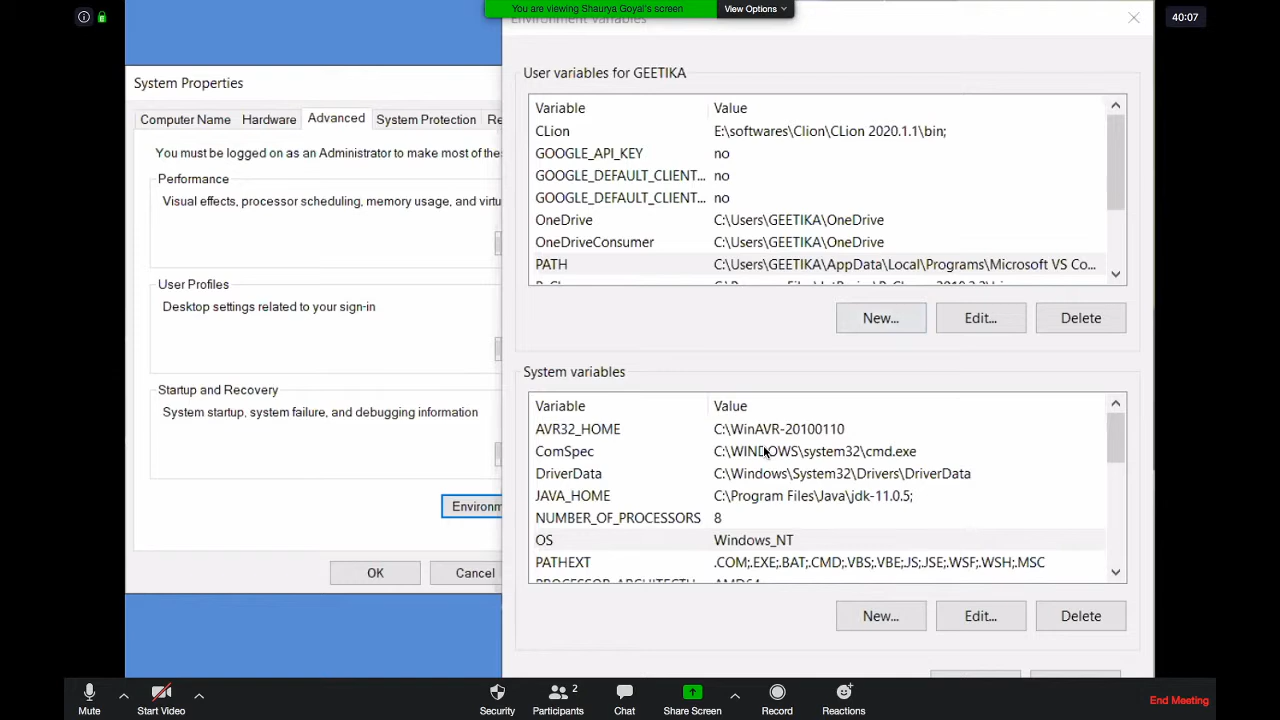 You are viewing Shaurya Goyal's screen
View Options
40:07
Environment Variables
System Properties
Computer Name
Hardware
Advanced
System Protection
Re
You must be logged on as an Administrator to make most of these
Performance
Visual effects, processor scheduling, memory usage, and virtu
User Profiles
Desktop settings related to your sign-in
Startup and Recovery
System startup, system failure, and debugging information
Environm
OK
Cancel
User variables for GEETIKA
Variable Value
CLion E:\softwares\Clion\CLion 2020.1.1\bin;
GOOGLE_API_KEY no
GOOGLE_DEFAULT_CLIENT... no
GOOGLE_DEFAULT_CLIENT... no
OneDrive C:\Users\GEETIKA\OneDrive
OneDriveConsumer C:\Users\GEETIKA\OneDrive
PATH C:\Users\GEETIKA\AppData\Local\Programs\Microsoft VS Co...
New...
Edit...
Delete
System variables
Variable Value
AVR32_HOME C:\WinAVR-20100110
ComSpec C:\WINDOWS\system32\cmd.exe
DriverData C:\Windows\System32\Drivers\DriverData
JAVA_HOME C:\Program Files\Java\jdk-11.0.5;
NUMBER_OF_PROCESSORS 8
OS Windows_NT
PATHEXT .COM;.EXE;.BAT;.CMD;.VBS;.VBE;.JS;.JSE;.WSF;.WSH;.MSC
New...
Edit...
Delete
Mute
Start Video
Security
Participants
2
Chat
Share Screen
Record
Reactions
End Meeting